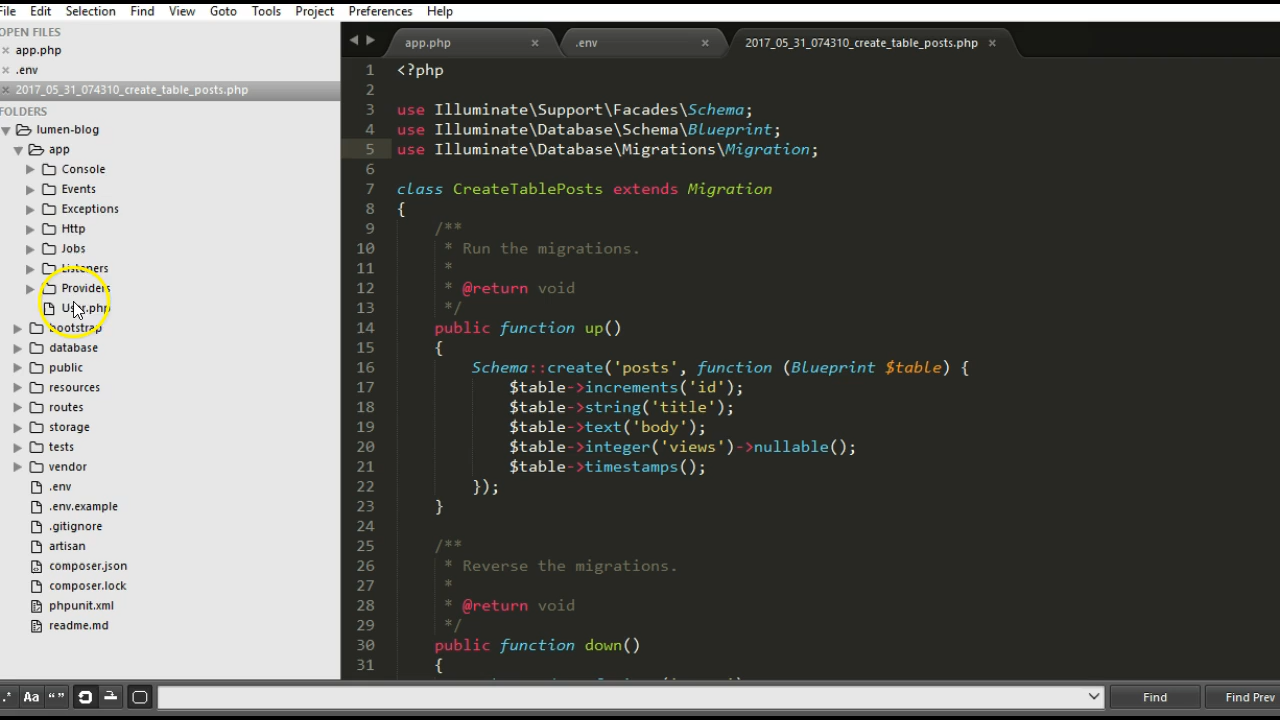 File Edit Selection Find View Goto Tools Project Preferences Help
OPEN FILES
app.php
.env
2017_05_31_074310_create_table_posts.php
FOLDERS
lumen-blog
app
Console
Events
Exceptions
Http
Jobs
Listeners
Providers
User.php
bootstrap
database
public
resources
routes
storage
tests
vendor
.env
.env.example
.gitignore
artisan
composer.json
composer.lock
phpunit.xml
readme.md
app.php .env 2017_05_31_074310_create_table_posts.php
1 <?php
2
3 use Illuminate\Support\Facades\Schema;
4 use Illuminate\Database\Schema\Blueprint;
5 use Illuminate\Database\Migrations\Migration;
6
7 class CreateTablePosts extends Migration
8 {
9 /**
10 * Run the migrations.
11 *
12 * @return void
13 */
14 public function up()
15 {
16 Schema::create('posts', function (Blueprint $table) {
17 $table->increments('id');
18 $table->string('title');
19 $table->text('body');
20 $table->integer('views')->nullable();
21 $table->timestamps();
22 });
23 }
24
25 /**
26 * Reverse the migrations.
27 *
28 * @return void
29 */
30 public function down()
31 {
.* Aa “”
Find Find Prev